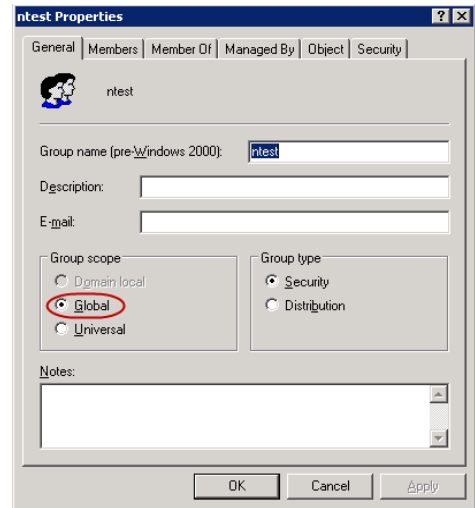 ntest Properties
General Members Member Of Managed By Object Security
ntest
Group name (pre-Windows 2000): ntest
Description:
E-mail:
Group scope Group type
Domain local Security
Global Distribution
Universal
Notes:
OK Cancel Apply